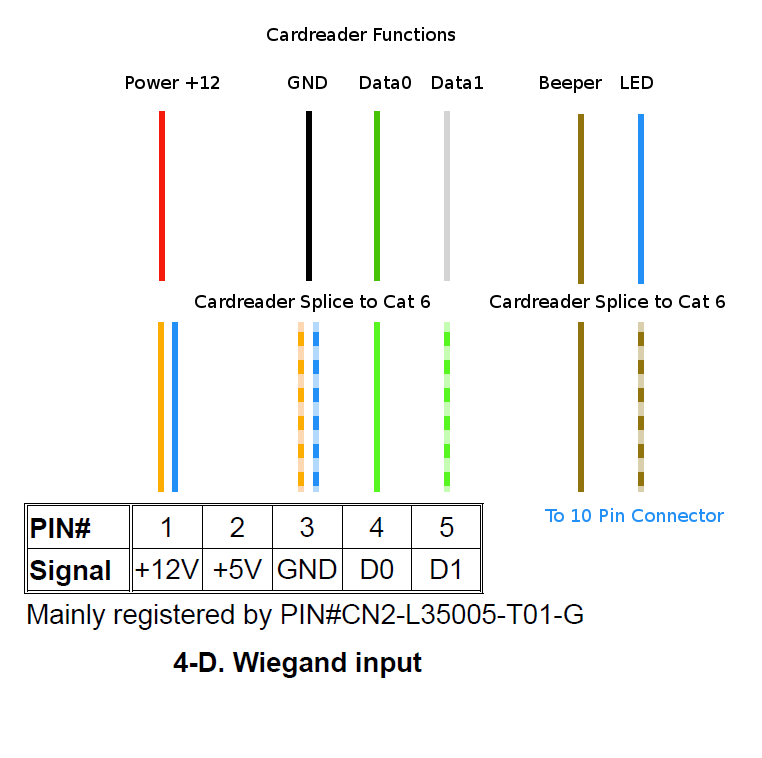 Cardreader Functions
Power +12 GND Data0 Data1 Beeper LED
Cardreader Splice to Cat 6 Cardreader Splice to Cat 6
PIN# 1 2 3 4 5
Signal +12V +5V GND D0 D1
To 10 Pin Connector
Mainly registered by PIN#CN2-L35005-T01-G
4-D. Wiegand input